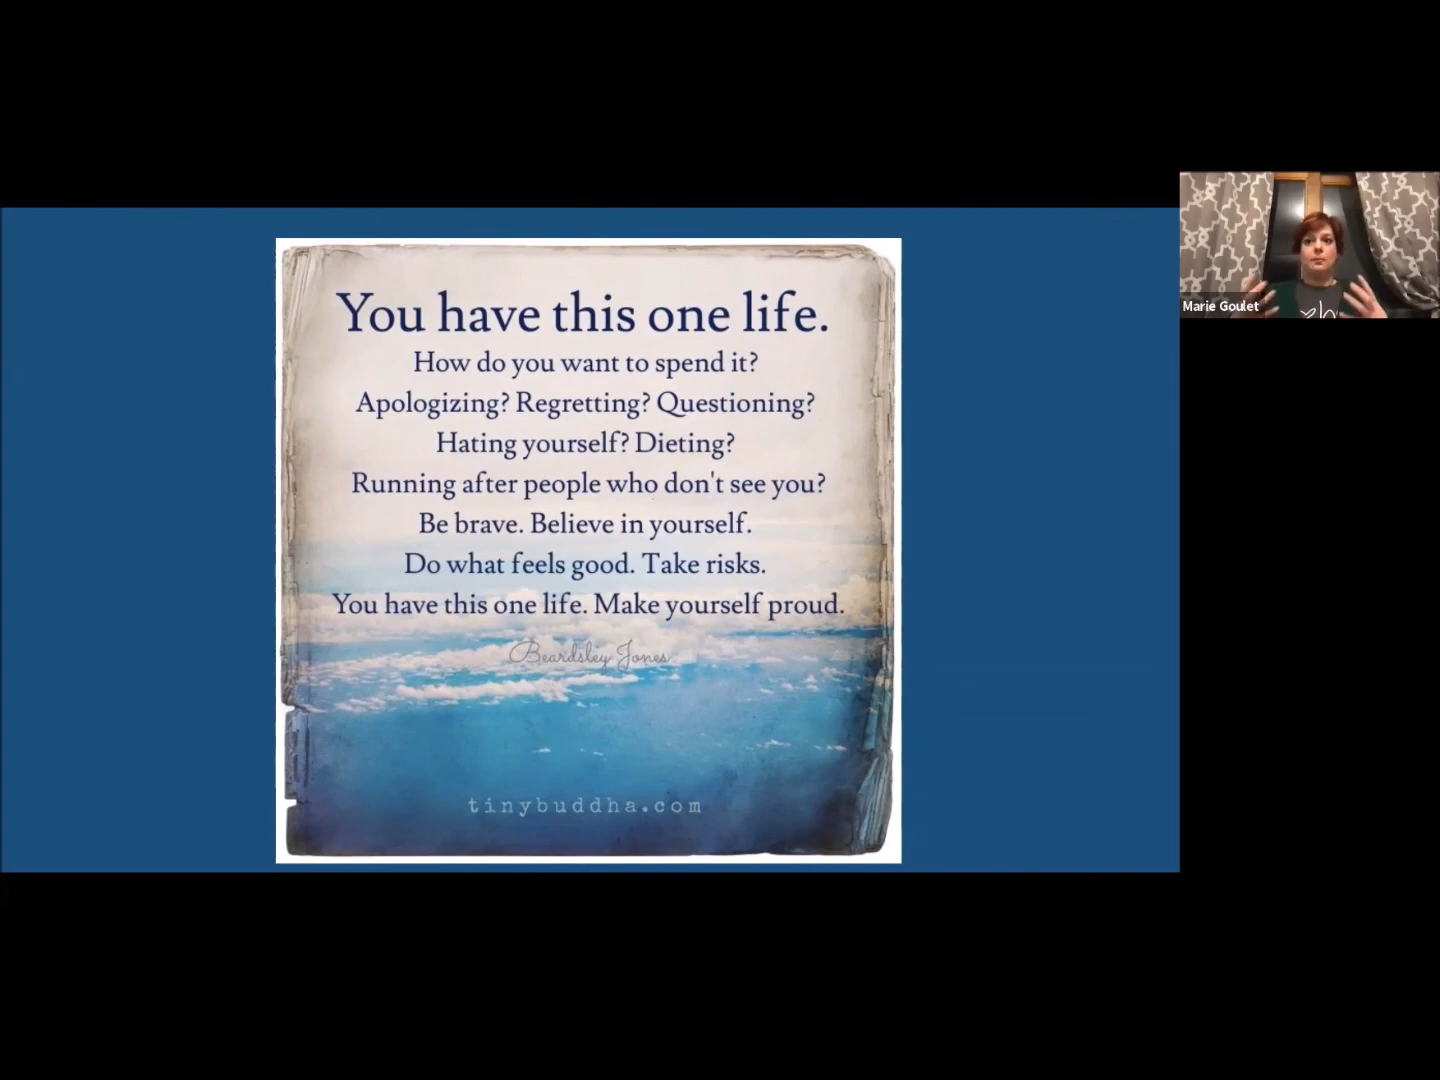 You have this one life.
How do you want to spend it?
Apologizing? Regretting? Questioning?
Hating yourself? Dieting?
Running after people who don't see you?
Be brave. Believe in yourself.
Do what feels good. Take risks.
You have this one life. Make yourself proud.
Beardsley Jones
tinybuddha.com
Marie Goulet